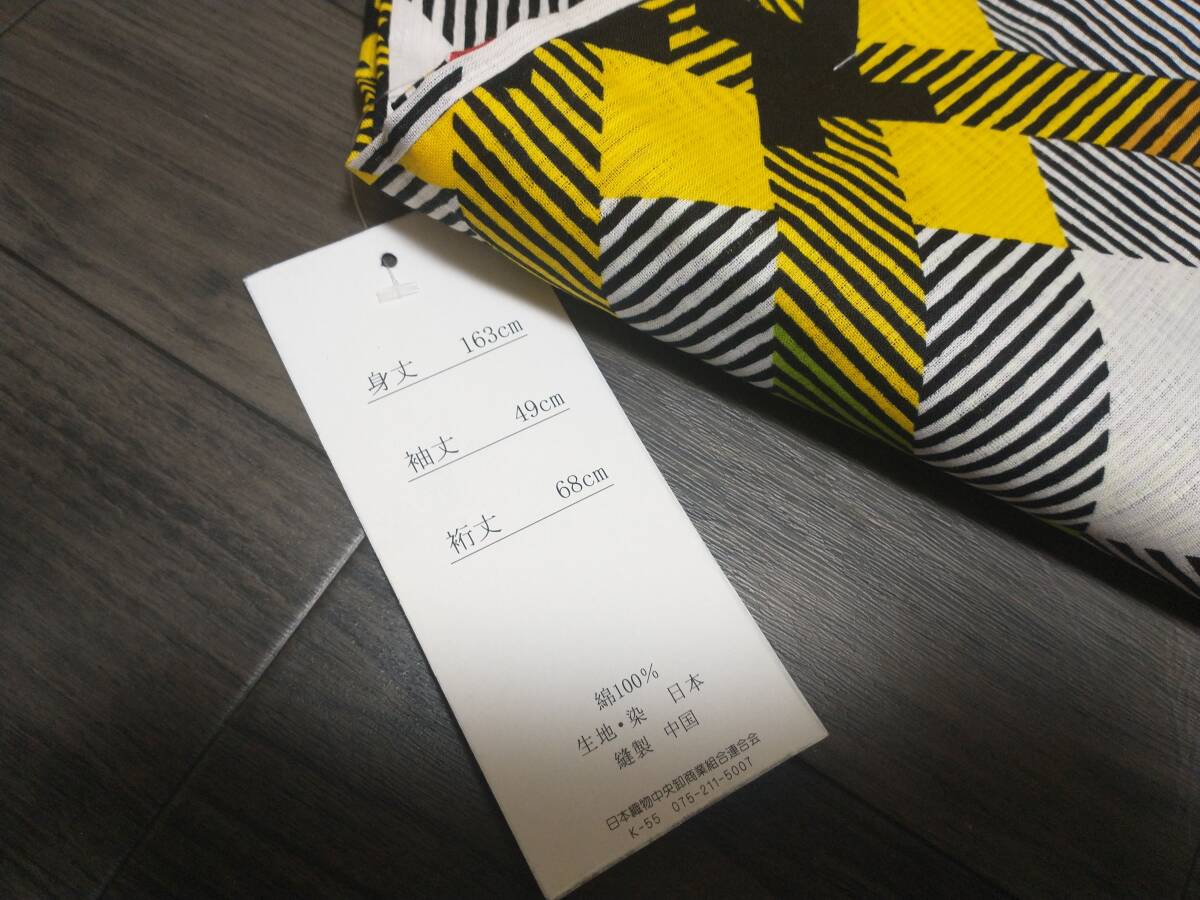 身丈 163cm
袖丈 49cm
裄丈 68cm
綿100%
生地・染 日本
縫製 中国
日本織物中央卸商業組合連合会
K-55 075-211-5007